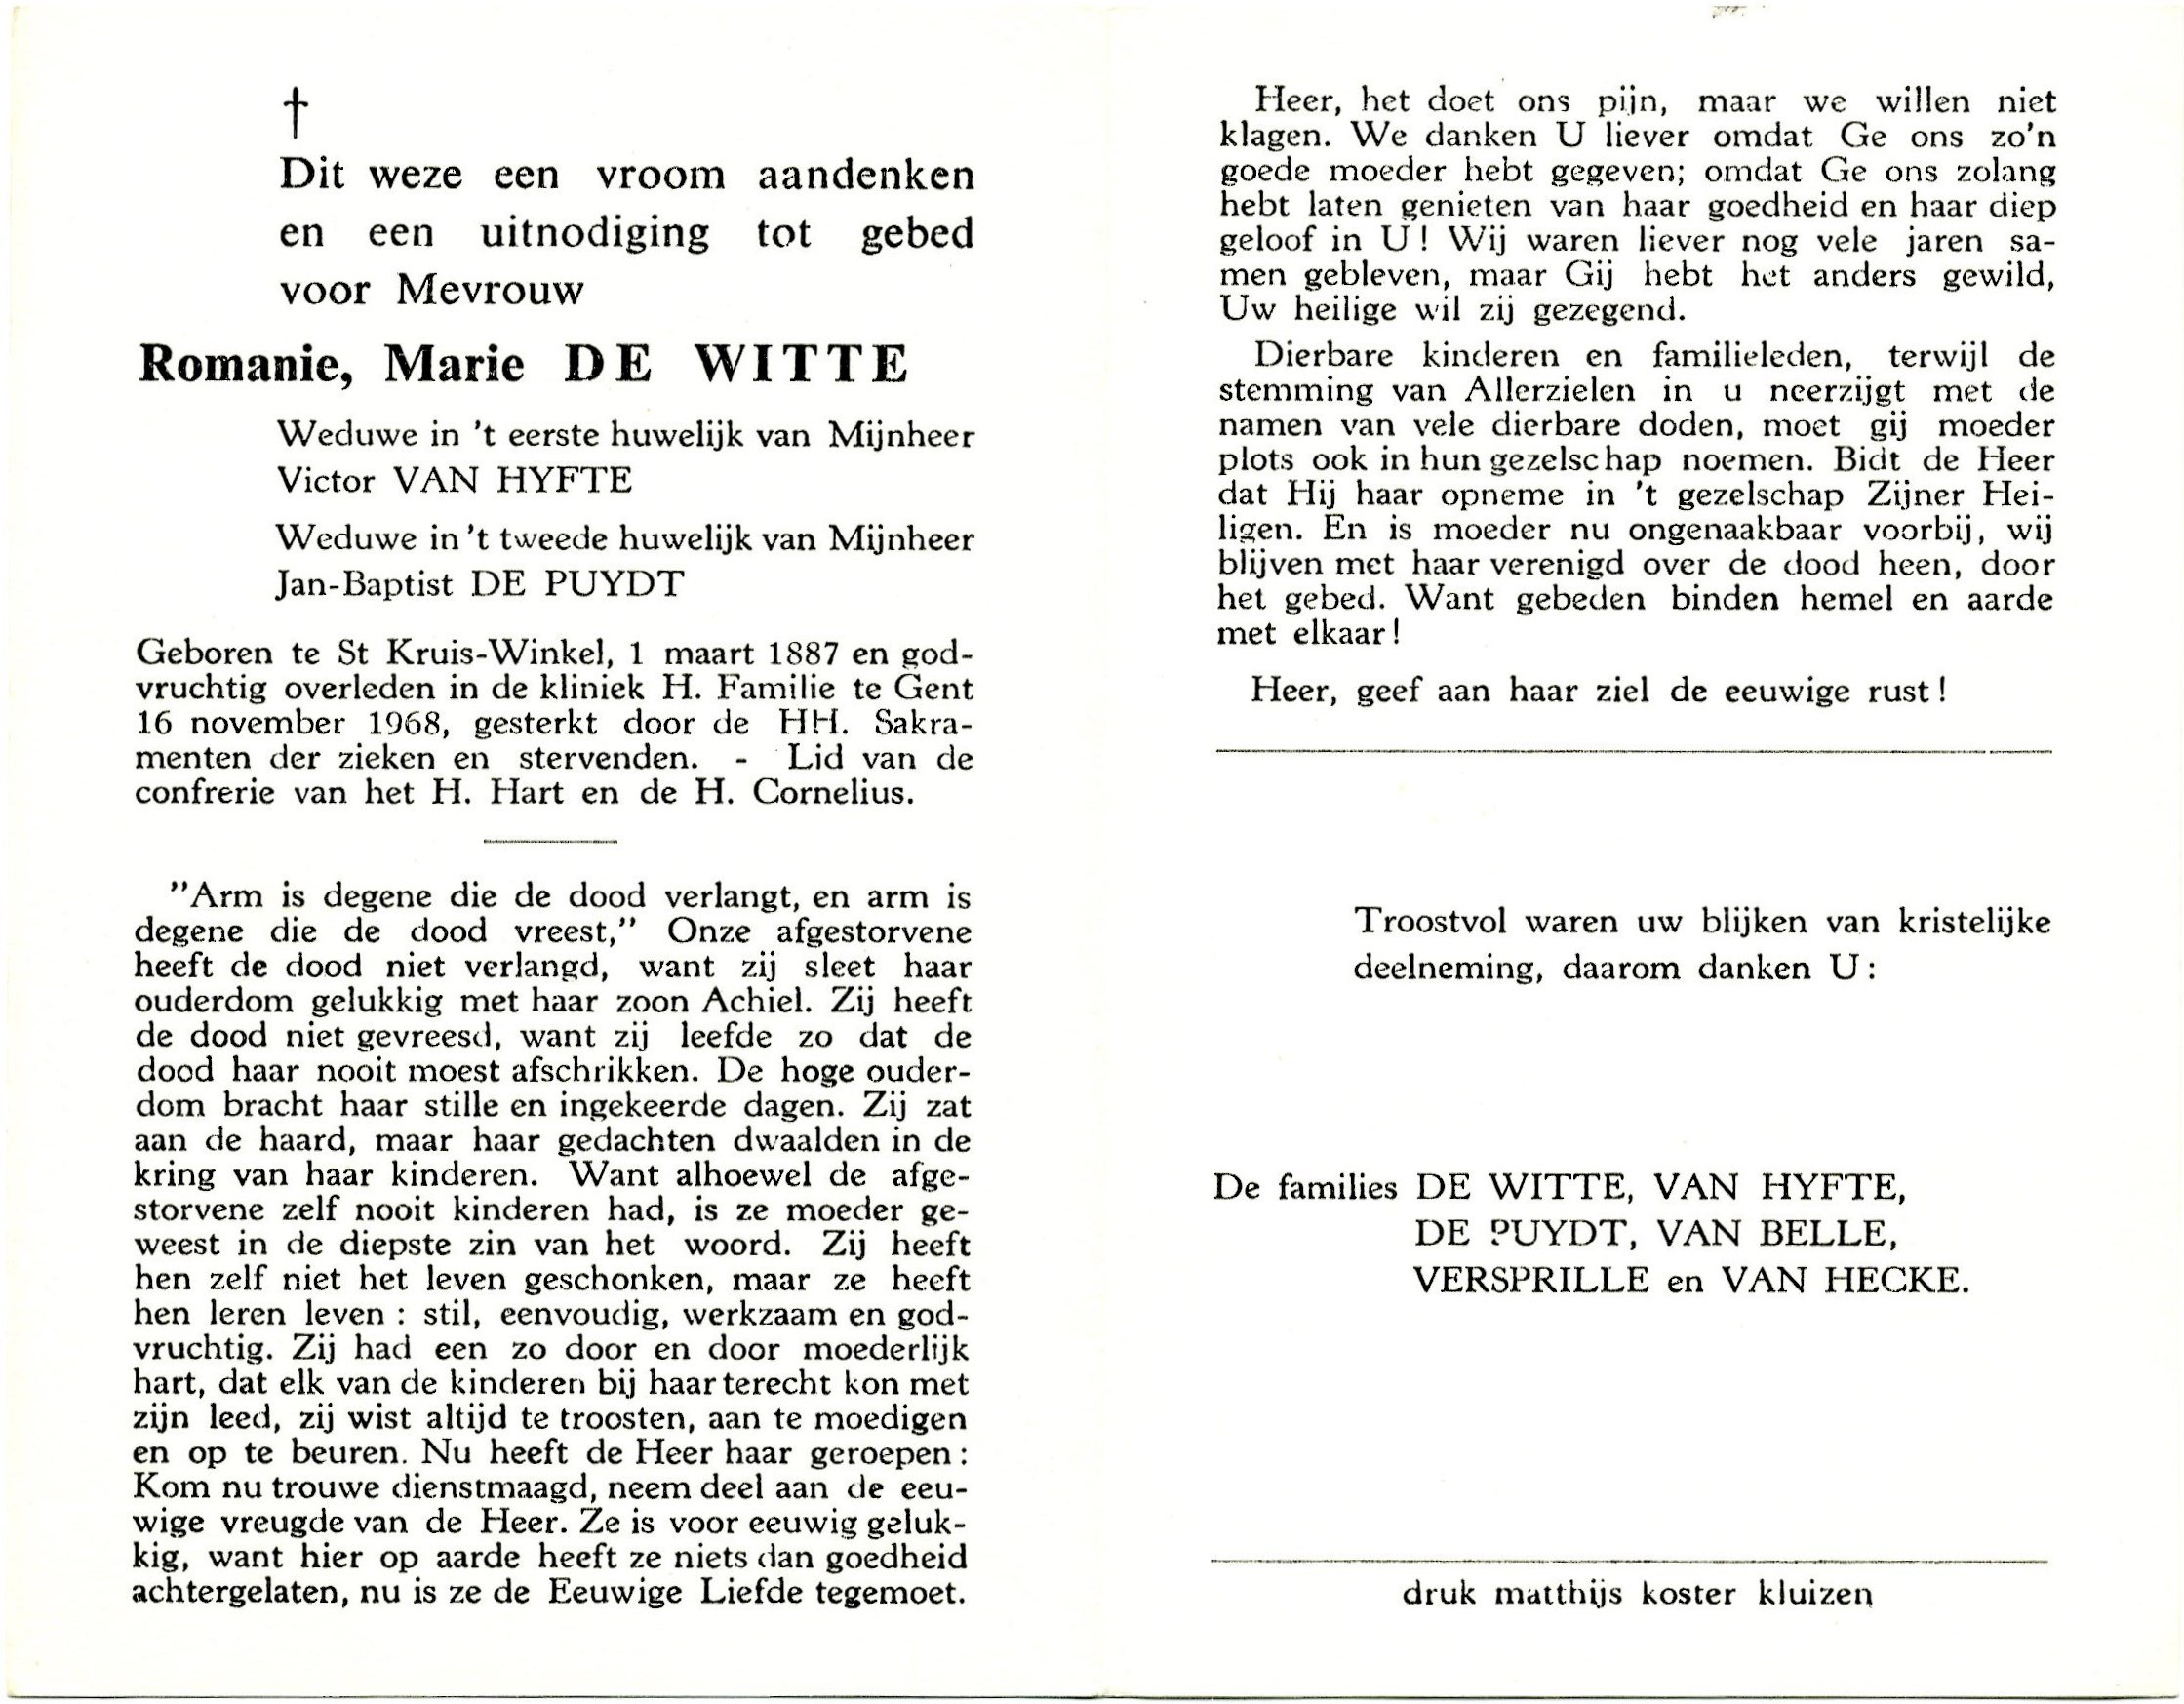 †
Dit weze een vroom aandenken
en een uitnodiging tot gebed
voor Mevrouw
Romanie, Marie DE WITTE
Weduwe in 't eerste huwelijk van Mijnheer
Victor VAN HYFTE
Weduwe in 't tweede huwelijk van Mijnheer
Jan-Baptist DE PUYDT
Geboren te St Kruis-Winkel, 1 maart 1887 en god-
vruchtig overleden in de kliniek H. Familie te Gent
16 november 1968, gesterkt door de HH. Sakra-
menten der zieken en stervenden. - Lid van de
confrerie van het H. Hart en de H. Cornelius.
"Arm is degene die de dood verlangt, en arm is
degene die de dood vreest," Onze afgestorvene
heeft de dood niet verlangd, want zij sleet haar
ouderdom gelukkig met haar zoon Achiel. Zij heeft
de dood niet gevreesd, want zij leefde zo dat de
dood haar nooit moest afschrikken. De hoge ouder-
dom bracht haar stille en ingekeerde dagen. Zij zat
aan de haard, maar haar gedachten dwaalden in de
kring van haar kinderen. Want alhoewel de afge-
storvene zelf nooit kinderen had, is ze moeder ge-
weest in de diepste zin van het woord. Zij heeft
hen zelf niet het leven geschonken, maar ze heeft
hen leren leven : stil, eenvoudig, werkzaam en god-
vruchtig. Zij had een zo door en door moederlijk
hart, dat elk van de kinderen bij haar terecht kon met
zijn leed, zij wist altijd te troosten, aan te moedigen
en op te beuren. Nu heeft de Heer haar geroepen :
Kom nu trouwe dienstmaagd, neem deel aan de eeu-
wige vreugde van de Heer. Ze is voor eeuwig geluk-
kig, want hier op aarde heeft ze niets dan goedheid
achtergelaten, nu is ze de Eeuwige Liefde tegemoet.
Heer, het doet ons pijn, maar we willen niet
klagen. We danken U liever omdat Ge ons zo'n
goede moeder hebt gegeven; omdat Ge ons zolang
hebt laten genieten van haar goedheid en haar diep
geloof in U! Wij waren liever nog vele jaren sa-
men gebleven, maar Gij hebt het anders gewild,
Uw heilige wil zij gezegend.
Dierbare kinderen en familieleden, terwijl de
stemming van Allerzielen in u neerzijgt met de
namen van vele dierbare doden, moet gij moeder
plots ook in hun gezelschap noemen. Bidt de Heer
dat Hij haar opneme in 't gezelschap Zijner Hei-
ligen. En is moeder nu ongenaakbaar voorbij, wij
blijven met haar verenigd over de dood heen, door
het gebed. Want gebeden binden hemel en aarde
met elkaar!
Heer, geef aan haar ziel de eeuwige rust!
Troostvol waren uw blijken van kristelijke
deelneming, daarom danken U :
De families DE WITTE, VAN HYFTE,
DE PUYDT, VAN BELLE,
VERSPRILLE en VAN HECKE.
druk matthijs koster kluizen